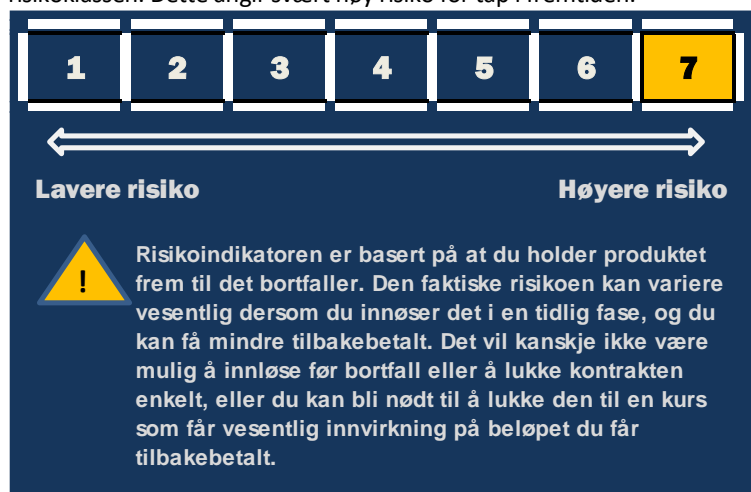 risikoklassen. Dette angir svært høy risiko for tap i fremtiden.
1 2 3 4 5 6 7
Lavere risiko Høyere risiko
!
Risikoindikatoren er basert på at du holder produktet
frem til det bortfaller. Den faktiske risikoen kan variere
vesentlig dersom du innøser det i en tidlig fase, og du
kan få mindre tilbakebetalt. Det vil kanskje ikke være
mulig å innløse før bortfall eller å lukke kontrakten
enkelt, eller du kan bli nødt til å lukke den til en kurs
som får vesentlig innvirkning på beløpet du får
tilbakebetalt.